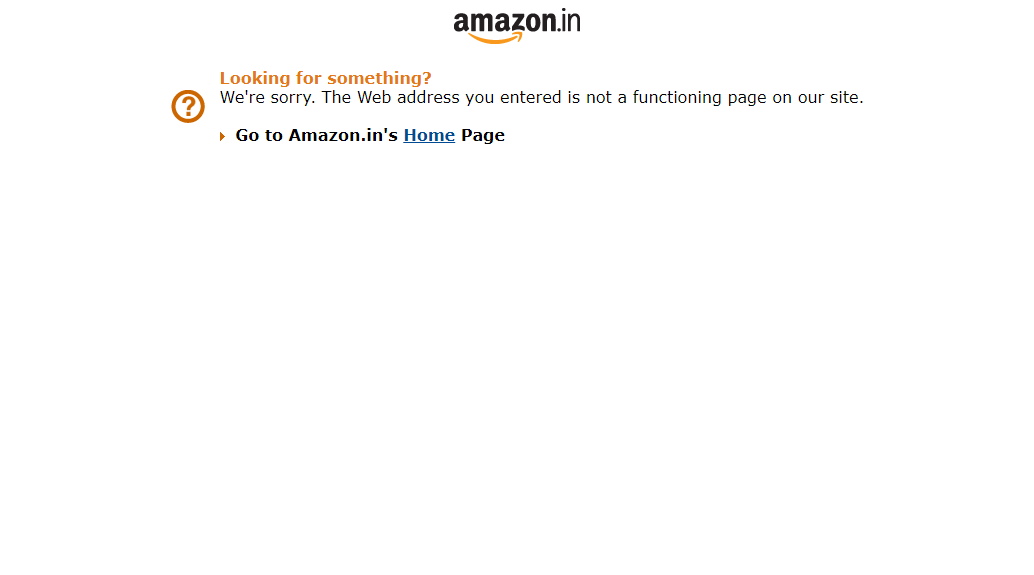 amazon.in
Looking for something?
We're sorry. The Web address you entered is not a functioning page on our site.
Go to Amazon.in's Home Page